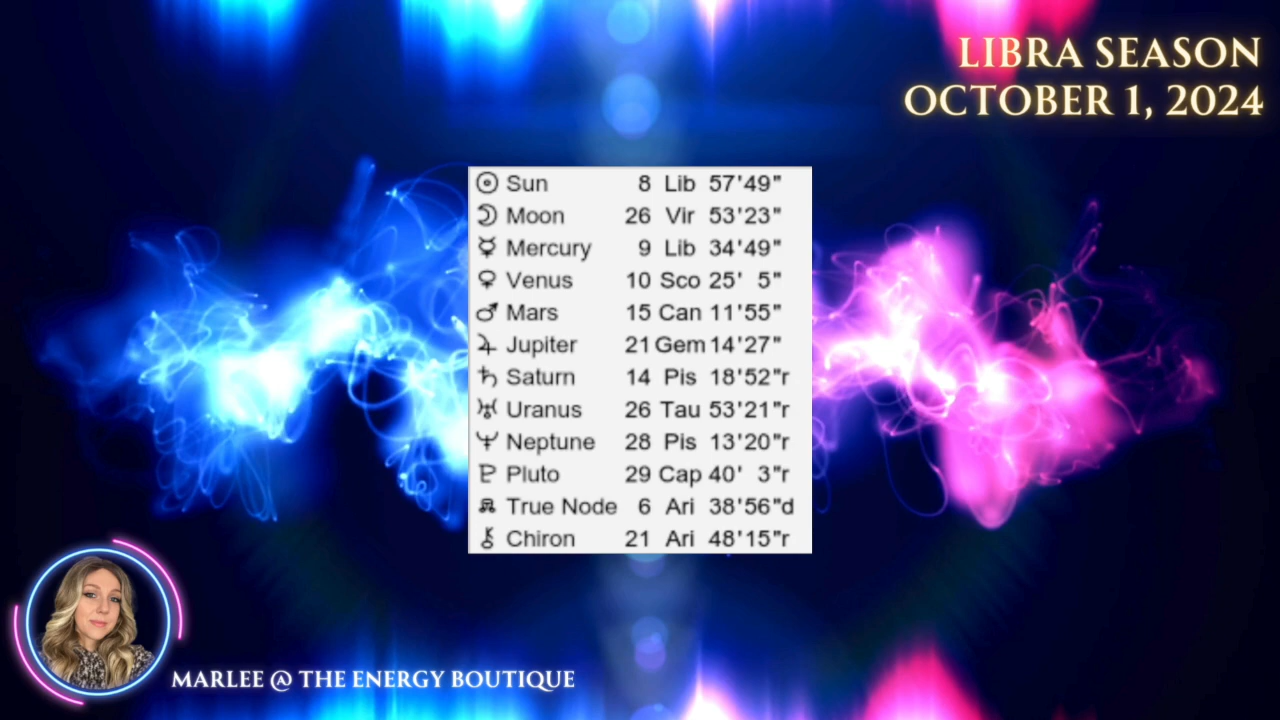 LIBRA SEASON
OCTOBER 1, 2024
Sun 8 Lib 57'49"
Moon 26 Vir 53'23"
Mercury 9 Lib 34'49"
Venus 10 Sco 25' 5"
Mars 15 Can 11'55"
Jupiter 21 Gem 14'27"
Saturn 14 Pis 18'52"r
Uranus 26 Tau 53'21"r
Neptune 28 Pis 13'20"r
Pluto 29 Cap 40' 3"r
True Node 6 Ari 38'56"d
Chiron 21 Ari 48'15"r
MARLEE @ THE ENERGY BOUTIQUE